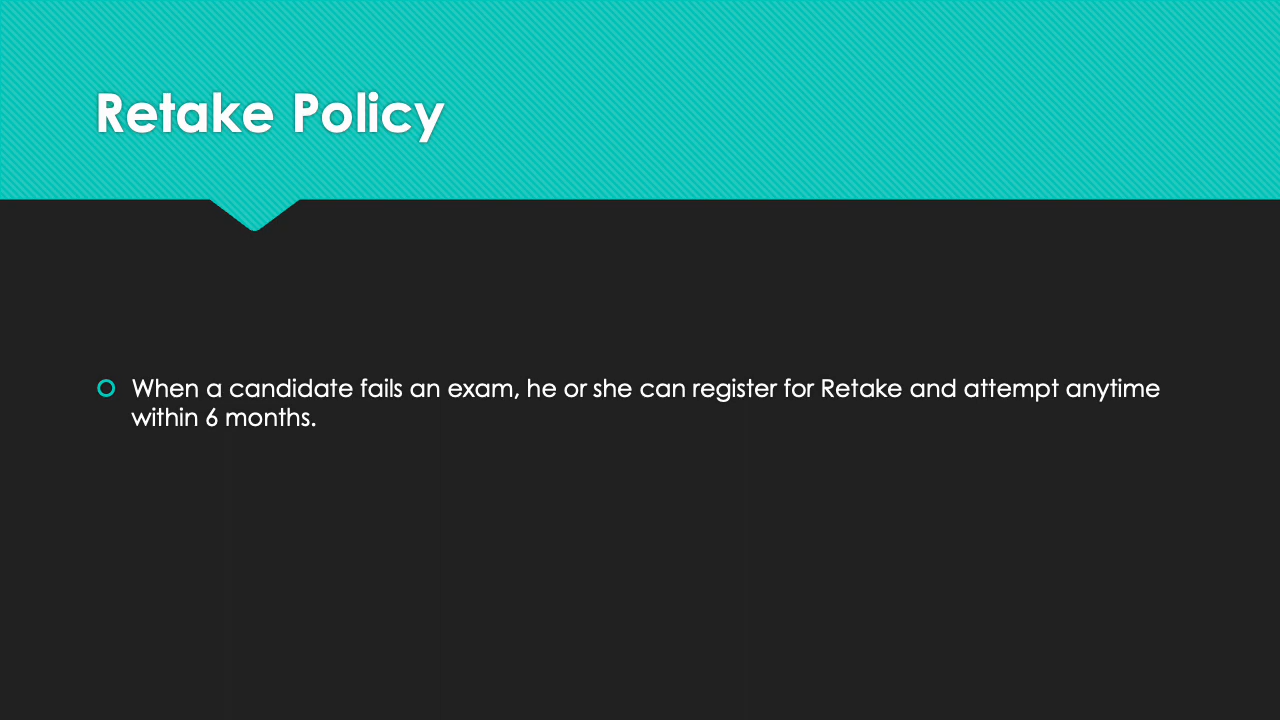 Retake Policy
When a candidate fails an exam, he or she can register for Retake and attempt anytime
within 6 months.